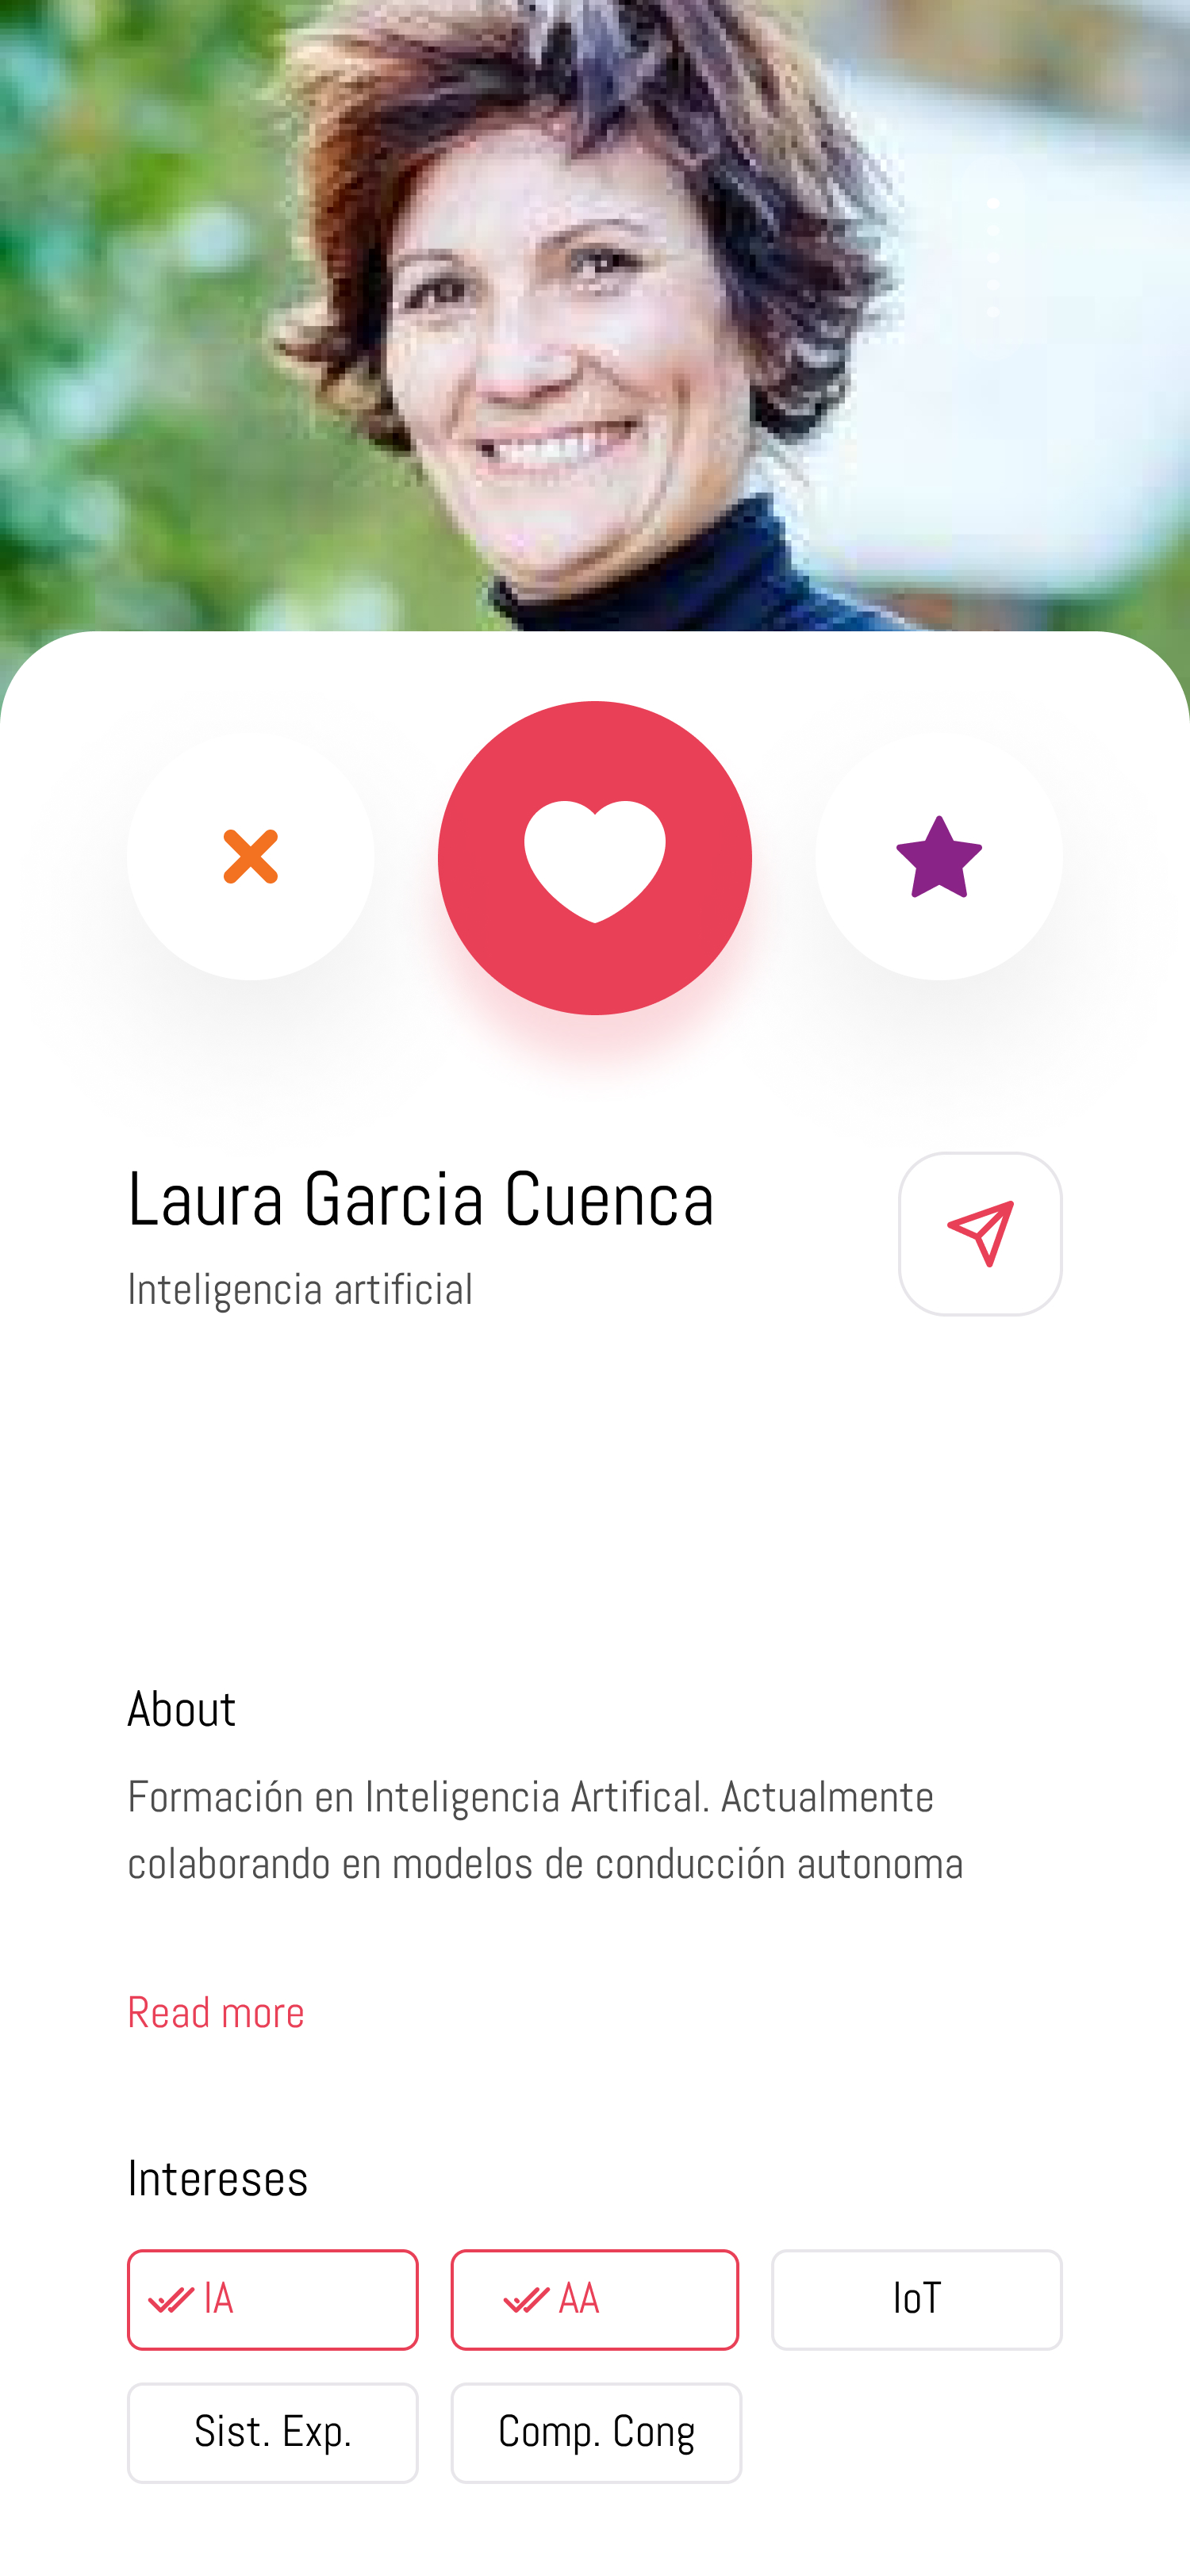 Laura Garcia Cuenca
Inteligencia artificial
About
Formación en Inteligencia Artifical. Actualmente
colaborando en modelos de conducción autonoma
Read more
Intereses
IA
AA
IoT
Sist. Exp.
Comp. Cong